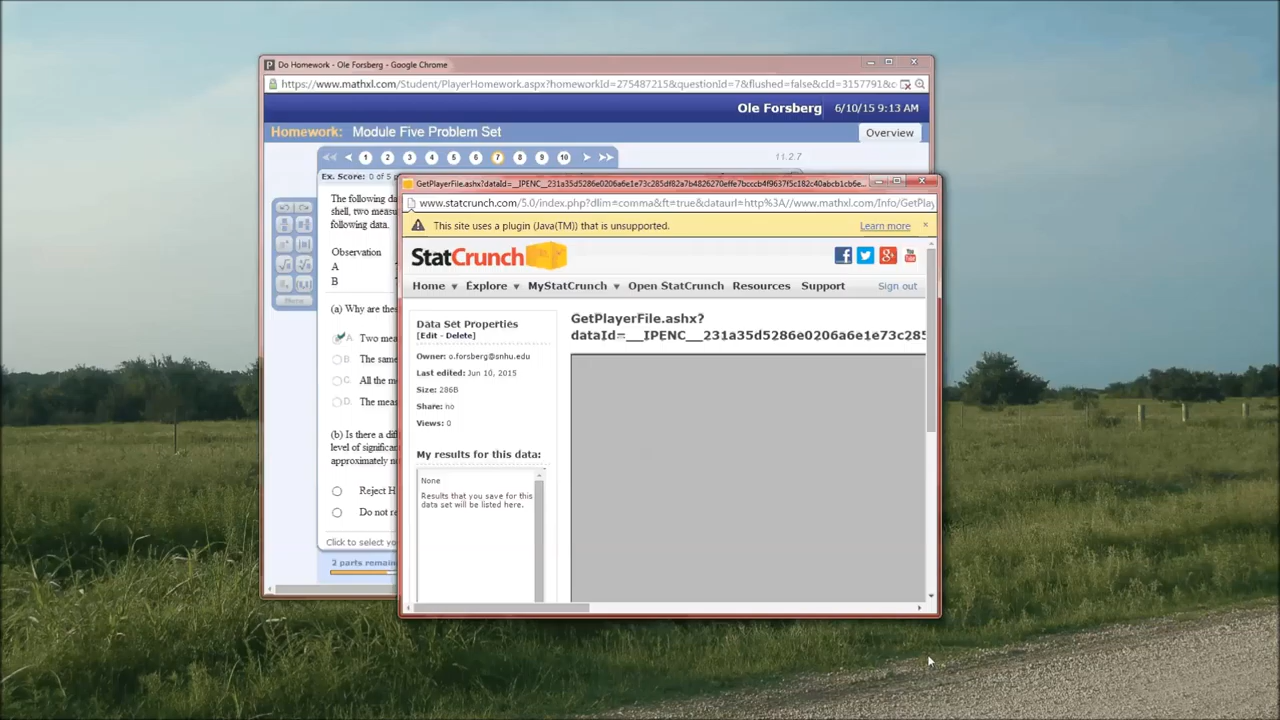 Do Homework - Ole Forsberg - Google Chrome
https://www.mathxl.com/Student/PlayerHomework.aspx?homeworkId=275487215&questionId=7&flushed=false&cId=3157791&c
Ole Forsberg
6/10/15 9:13 AM
Homework: Module Five Problem Set
Overview
1 2 3 4 5 6 7 8 9 10
11.2.7
Ex. Score: 0 of 5
The following da
shell, two measu
following data.
Observation
A
B
(a) Why are thes
A Two mea
B. The same
C. All the me
D. The meas
(b) Is there a diff
level of significan
approximately no
Reject H
Do not re
Click to select you
2 parts remain
GetPlayerFile.ashx?dataId=__IPENC__231a35d5286e0206a6e1e73c285df82a7b4826270effe7bcccb4f9637f5c182c40abcb1cb6e...
www.statcrunch.com/5.0/index.php?dlim=comma&ft=true&dataurl=http%3A//www.mathxl.com/Info/GetPlay
This site uses a plugin (Java(TM)) that is unsupported.
Learn more
StatCrunch
Home Explore MyStatCrunch Open StatCrunch Resources Support Sign out
Data Set Properties
[Edit - Delete]
Owner: o.forsberg@snhu.edu
Last edited: Jun 10, 2015
Size: 286B
Share: no
Views: 0
My results for this data:
None
Results that you save for this
data set will be listed here.
GetPlayerFile.ashx?
dataId=__IPENC__231a35d5286e0206a6e1e73c285